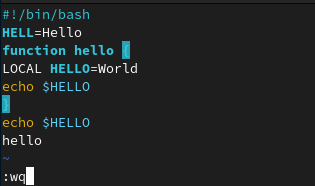 #!/bin/bash
HELL=Hello
function hello {
LOCAL HELLO=World
echo $HELLO
}
echo $HELLO
hello
~
:wq